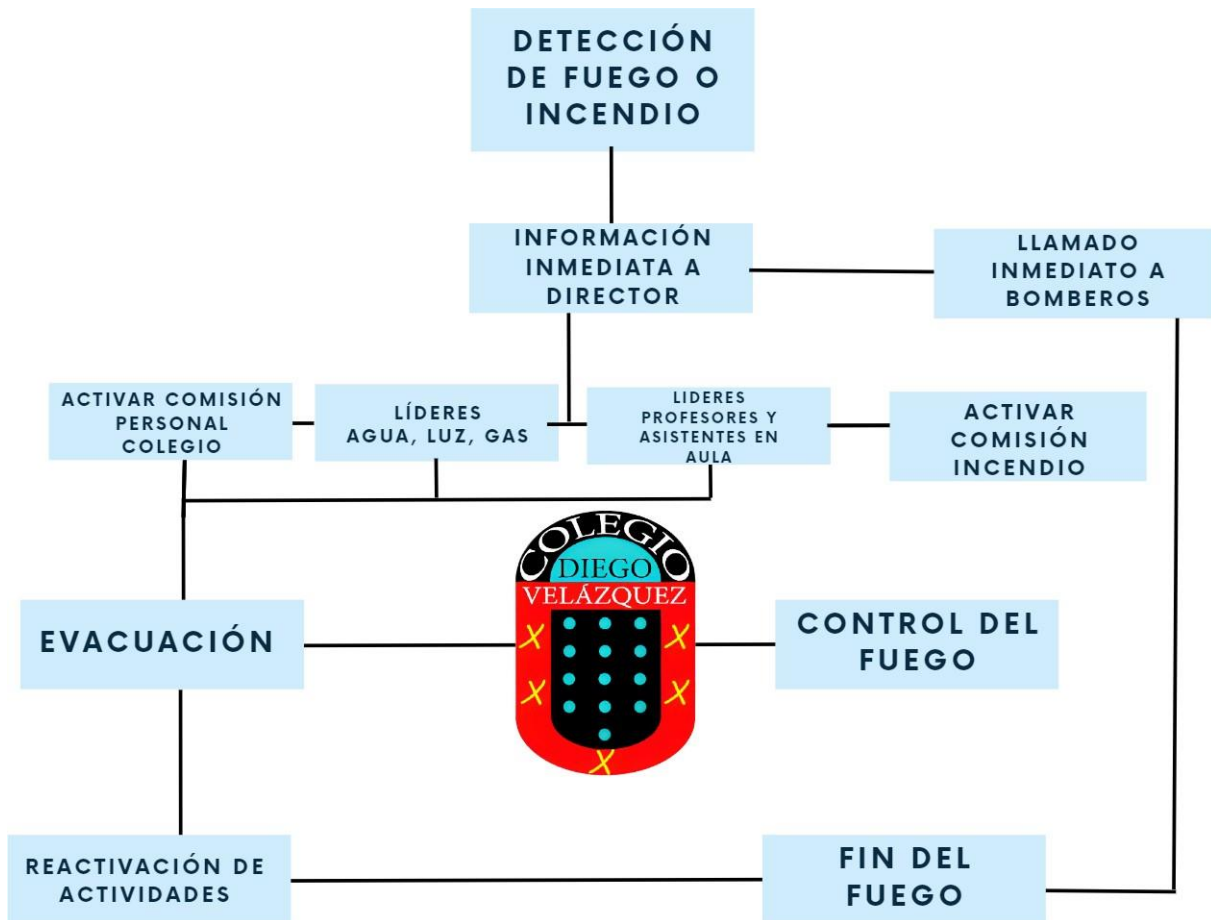 DETECCIÓN
DE FUEGO O
INCENDIO
INFORMACIÓN
INMEDIATA A
DIRECTOR
LLAMADO
INMEDIATO A
BOMBEROS
ACTIVAR COMISIÓN
PERSONAL
COLEGIO
LÍDERES
AGUA, LUZ, GAS
LIDERES
PROFESORES Y
ASISTENTES EN
AULA
ACTIVAR
COMISIÓN
INCENDIO
COLEGIO
DIEGO
VELÁZQUEZ
EVACUACIÓN
CONTROL DEL
FUEGO
REACTIVACIÓN DE
ACTIVIDADES
FIN DEL
FUEGO